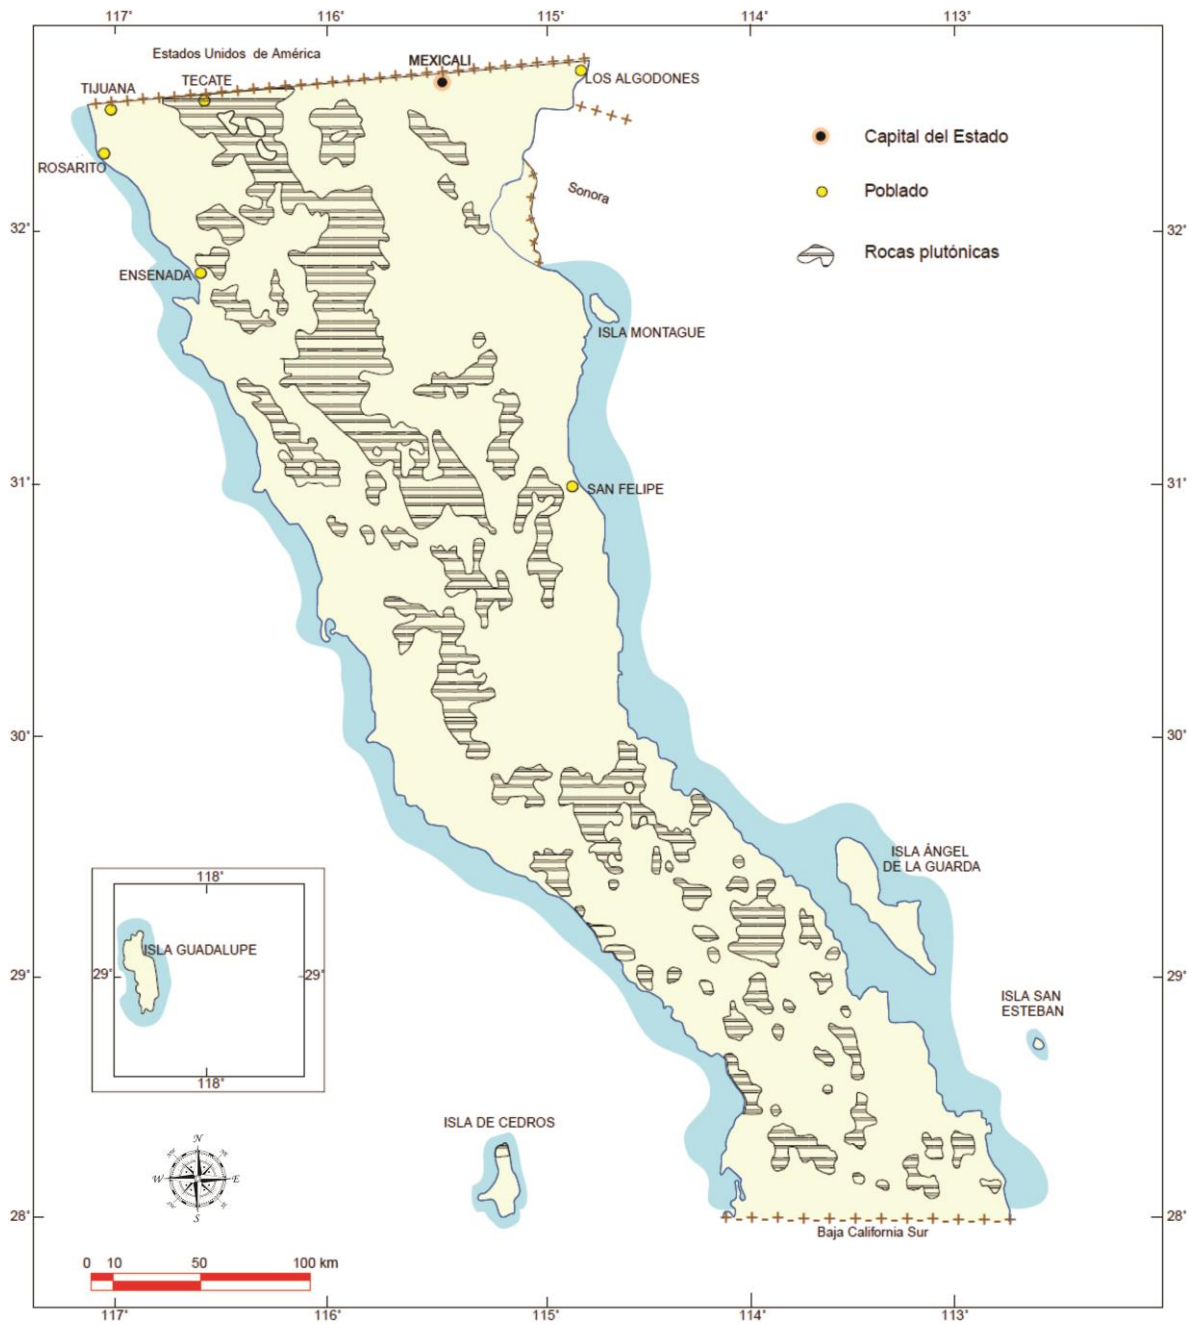 117°
116°
115°
114°
113°
Estados Unidos de América
MEXICALI
TIJUANA
TECATE
LOS ALGODONES
Capital del Estado
ROSARITO
Sonora
Poblado
32°
32°
Rocas plutónicas
ENSENADA
ISLA MONTAGUE
31°
SAN FELIPE
31°
30°
30°
ISLA ÁNGEL
DE LA GUARDA
118°
ISLA GUADALUPE
29°
29°
29°
29°
ISLA SAN
ESTEBAN
118°
ISLA DE CEDROS
N
W
E
S
28°
28°
Baja California Sur
0 10 50 100 km
117°
116°
115°
114°
113°